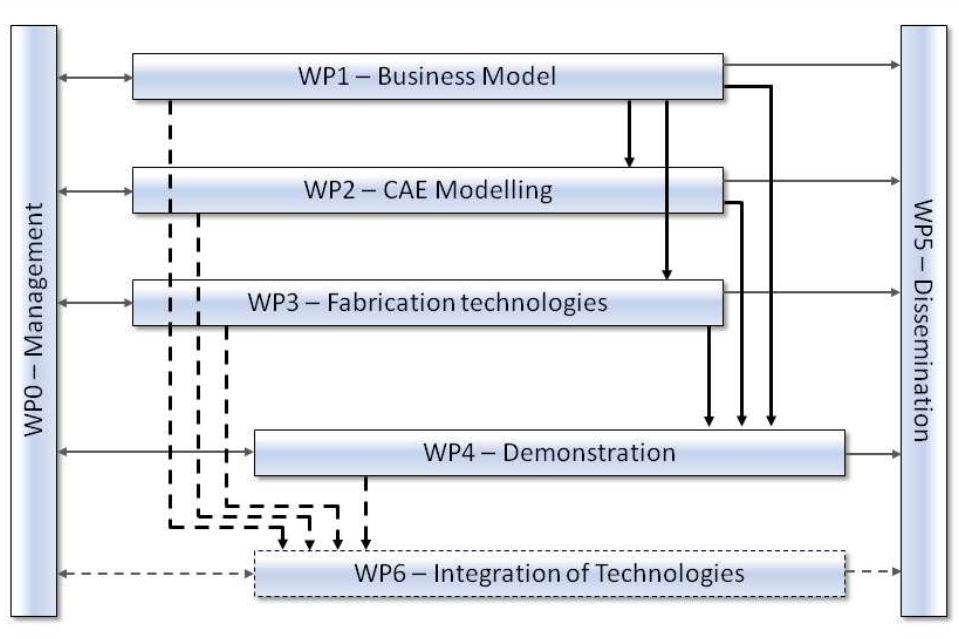 WP0 – Management
WP1 – Business Model
WP2 – CAE Modelling
WP3 – Fabrication technologies
WP4 – Demonstration
WP6 – Integration of Technologies
WP5 – Dissemination